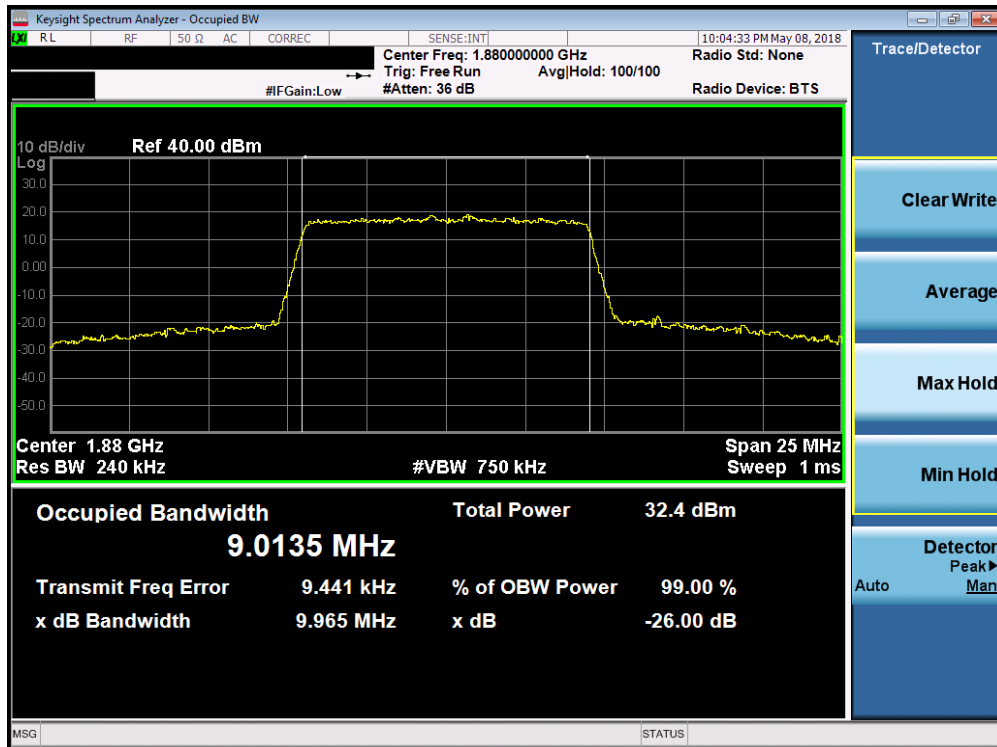 Keysight Spectrum Analyzer - Occupied BW
LXI RL RF 50 Ω AC CORREC SENSE:INT 10:04:33 PM May 08, 2018
Center Freq: 1.880000000 GHz Radio Std: None
Trig: Free Run Avg|Hold: 100/100
#IFGain:Low #Atten: 36 dB Radio Device: BTS
10 dB/div Ref 40.00 dBm
Log
30.0
20.0
10.0
0.00
-10.0
-20.0
-30.0
-40.0
-50.0
Center 1.88 GHz Span 25 MHz
Res BW 240 kHz #VBW 750 kHz Sweep 1 ms
Occupied Bandwidth Total Power 32.4 dBm
9.0135 MHz
Transmit Freq Error 9.441 kHz % of OBW Power 99.00 %
x dB Bandwidth 9.965 MHz x dB -26.00 dB
Trace/Detector
Clear Write
Average
Max Hold
Min Hold
Detector
Peak▶
Auto Man
MSG STATUS